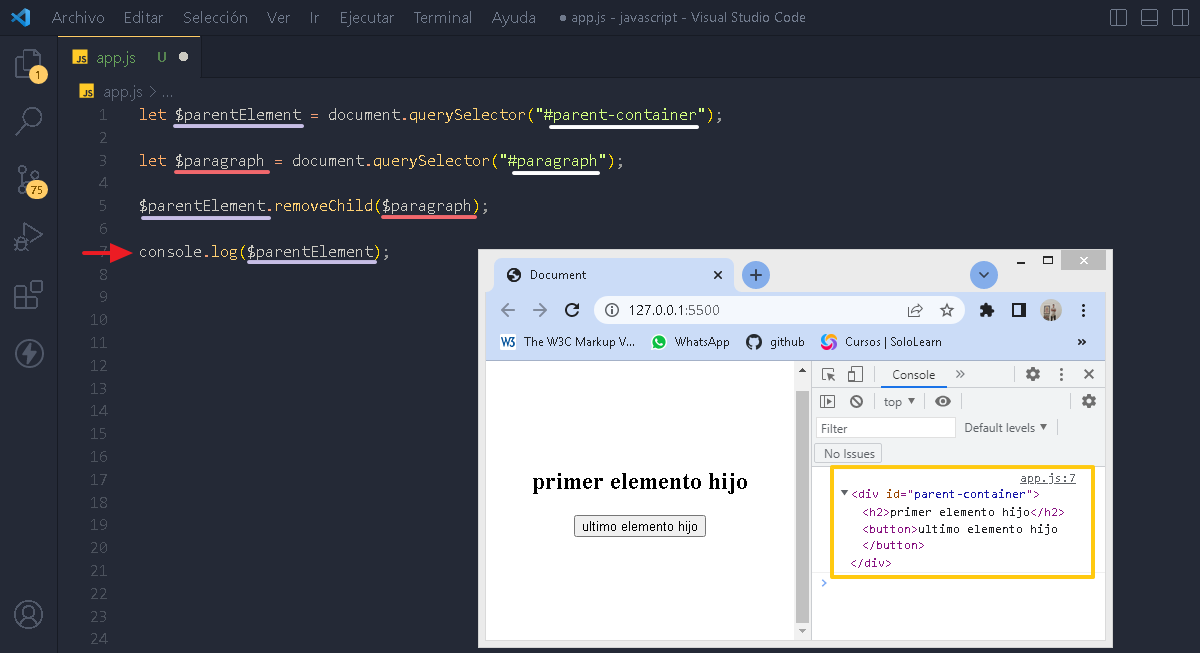 Archivo Editar Selección Ver Ir Ejecutar Terminal Ayuda ● app.js - javascript - Visual Studio Code
JS app.js U ●
JS app.js > ...
1
75
1 let $parentElement = document.querySelector("#parent-container");
2
3 let $paragraph = document.querySelector("#paragraph");
4
5 $parentElement.removeChild($paragraph);
6
7 console.log($parentElement);
8
9
10
11
12
13
14
15
16
17
18
19
20
21
22
23
24
Document
127.0.0.1:5500
W3 The W3C Markup V... WhatsApp github Cursos | SoloLearn »
primer elemento hijo
ultimo elemento hijo
Console »
top ▼
Filter Default levels ▼
No Issues
app.js:7
▼<div id="parent-container">
<h2>primer elemento hijo</h2>
<button>ultimo elemento hijo
</button>
</div>
>